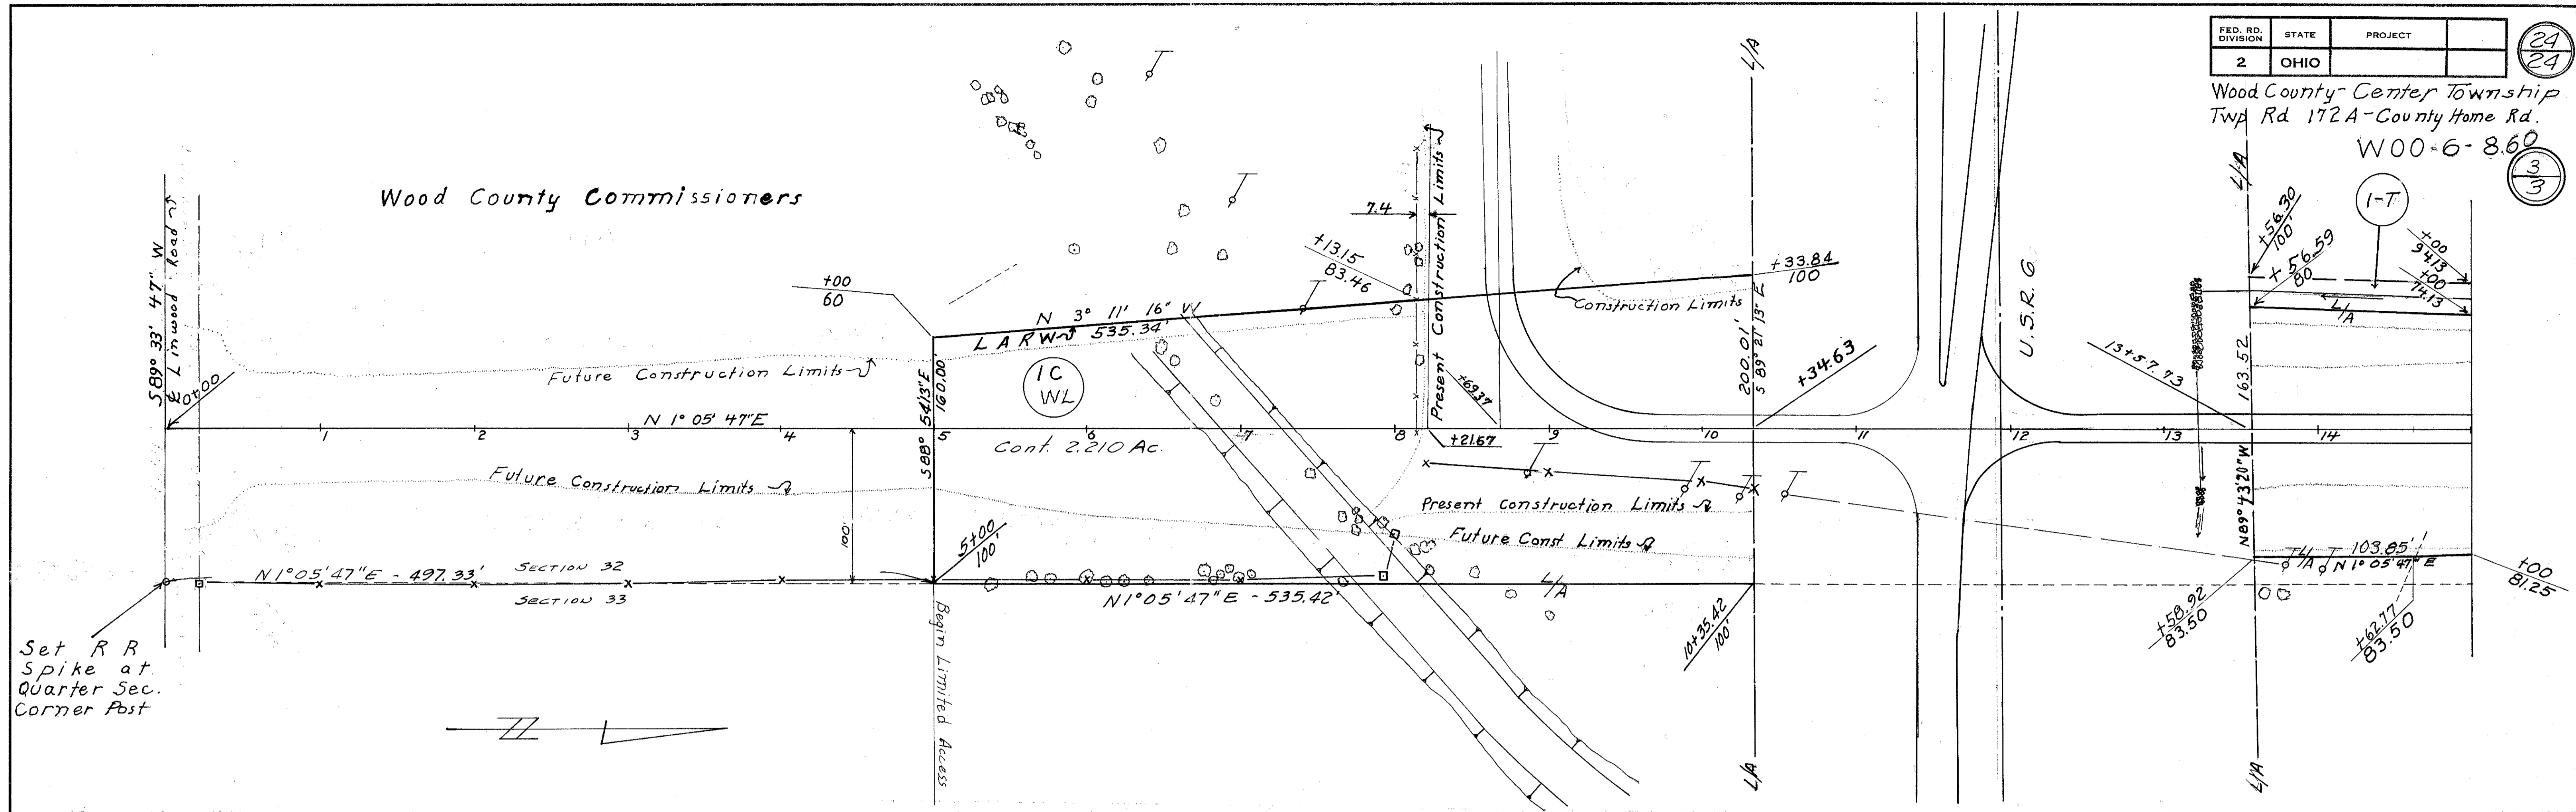 FED. RD. DIVISION STATE PROJECT
2 OHIO
24
24
Wood County - Center Township
Twp Rd 172 A - County Home Rd.
WOO-6-8.60
3
3
1-T
Wood County Commissioners
S 89° 33' 47" W
℄ Linwood Road
0+00
+00
60
N 3° 11' 16" W
L A R W 535.34'
1C
WL
Future Construction Limits
S 88° 54' 13" E
160.00'
N 1° 05' 47" E
1 2 3 4 5 6 7 8 9 10 11 12 13 14
Cont. 2.210 Ac.
Future Construction Limits
100'
5+00
100'
N 1° 05' 47" E - 497.33'
SECTION 32
SECTION 33
N 1° 05' 47" E - 535.42'
L/A
Begin Limited Access
Set R R
Spike at
Quarter Sec.
Corner Post
7.4
+13.15
83.46
Present Construction Limits
+69.37
+21.67
Construction Limits
+33.84
100
L/A
200.01'
S 89° 21' 13" E
+34.63
Present Construction Limits
Future Const Limits
10+35.42
100'
L/A
U.S.R. 6.
13+57.73
L/A
+56.30
100'
+56.59
80
+00
94.13
+00
74.13
L/A
163.52
N 89° 43' 20" W
103.85'
L/A
N 1° 05' 47" E
+00
81.25
+58.92
83.50
+62.77
83.50
L/A